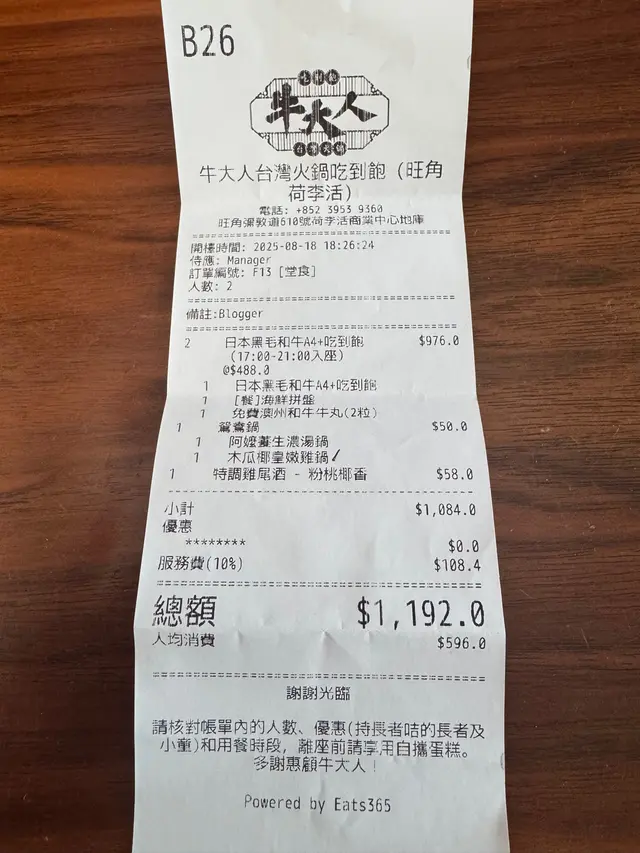 B26
牛大人
牛大人台灣火鍋吃到飽 (旺角
荷李活)
電話: +852 3953 9360
旺角彌敦道610號荷李活商業中心地庫
開檯時間: 2025-08-18 18:26:24
侍應: Manager
訂單編號: F13 [堂食]
人數: 2
備註:Blogger
2 日本黑毛和牛A4+吃到飽 $976.0
(17:00-21:00入座)
@$488.0
1 日本黑毛和牛A4+吃到飽
1 [餐]海鮮拼盤
1 免費澳州和牛牛丸(2粒)
1 鴛鴦鍋 $50.0
1 阿嬤養生濃湯鍋
1 木瓜椰皇嫩雞鍋
1 特調雞尾酒 - 粉桃椰香 $58.0
小計 $1,084.0
優惠
******** $0.0
服務費(10%) $108.4
總額 $1,192.0
人均消費 $596.0
謝謝光臨
請核對帳單內的人數、優惠(持長者咭的長者及
小童)和用餐時段, 離座前請享用自攜蛋糕。
多謝惠顧牛大人!
Powered by Eats365